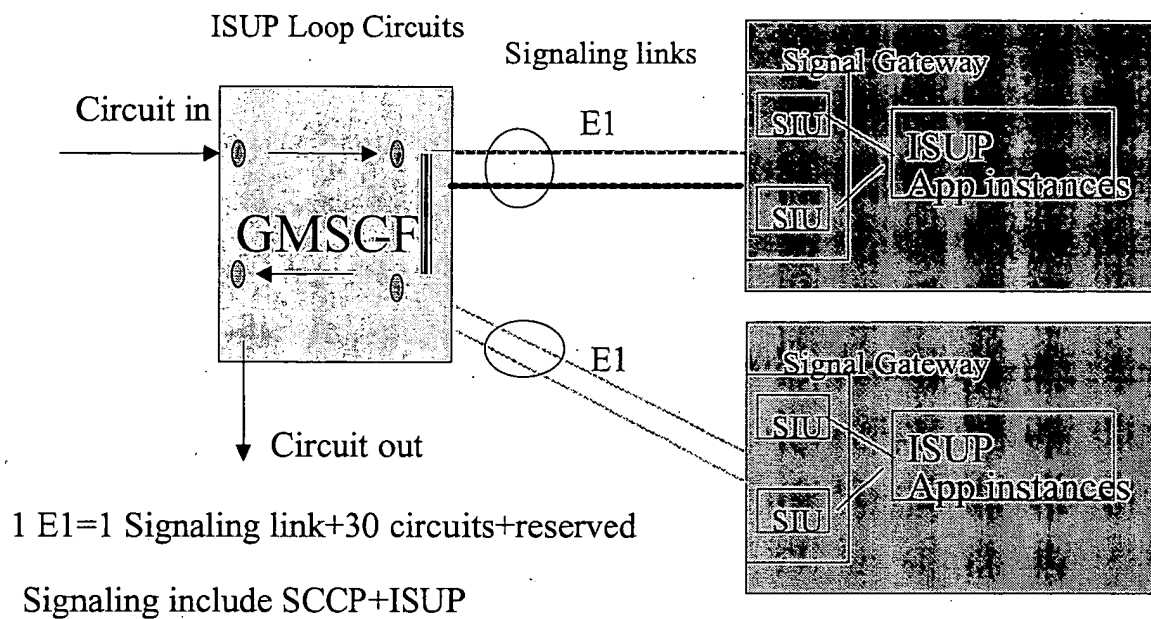 ISUP Loop Circuits
Signaling links
Circuit in
E1
GMSC-F
E1
Circuit out
1 E1=1 Signaling link+30 circuits+reserved
Signaling include SCCP+ISUP
Signal Gateway
SIU
SIU
ISUP
App instances
Signal Gateway
SIU
SIU
ISUP
App instances